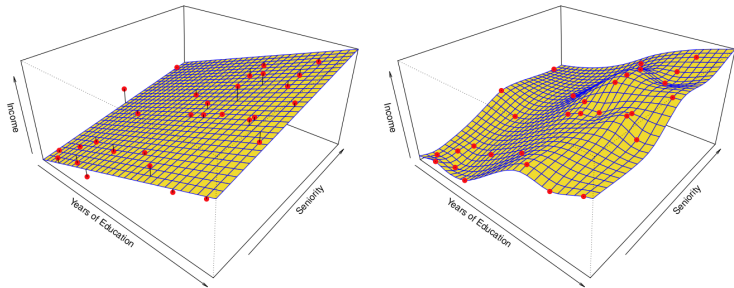 Income
Years of Education
Seniority
Income
Years of Education
Seniority